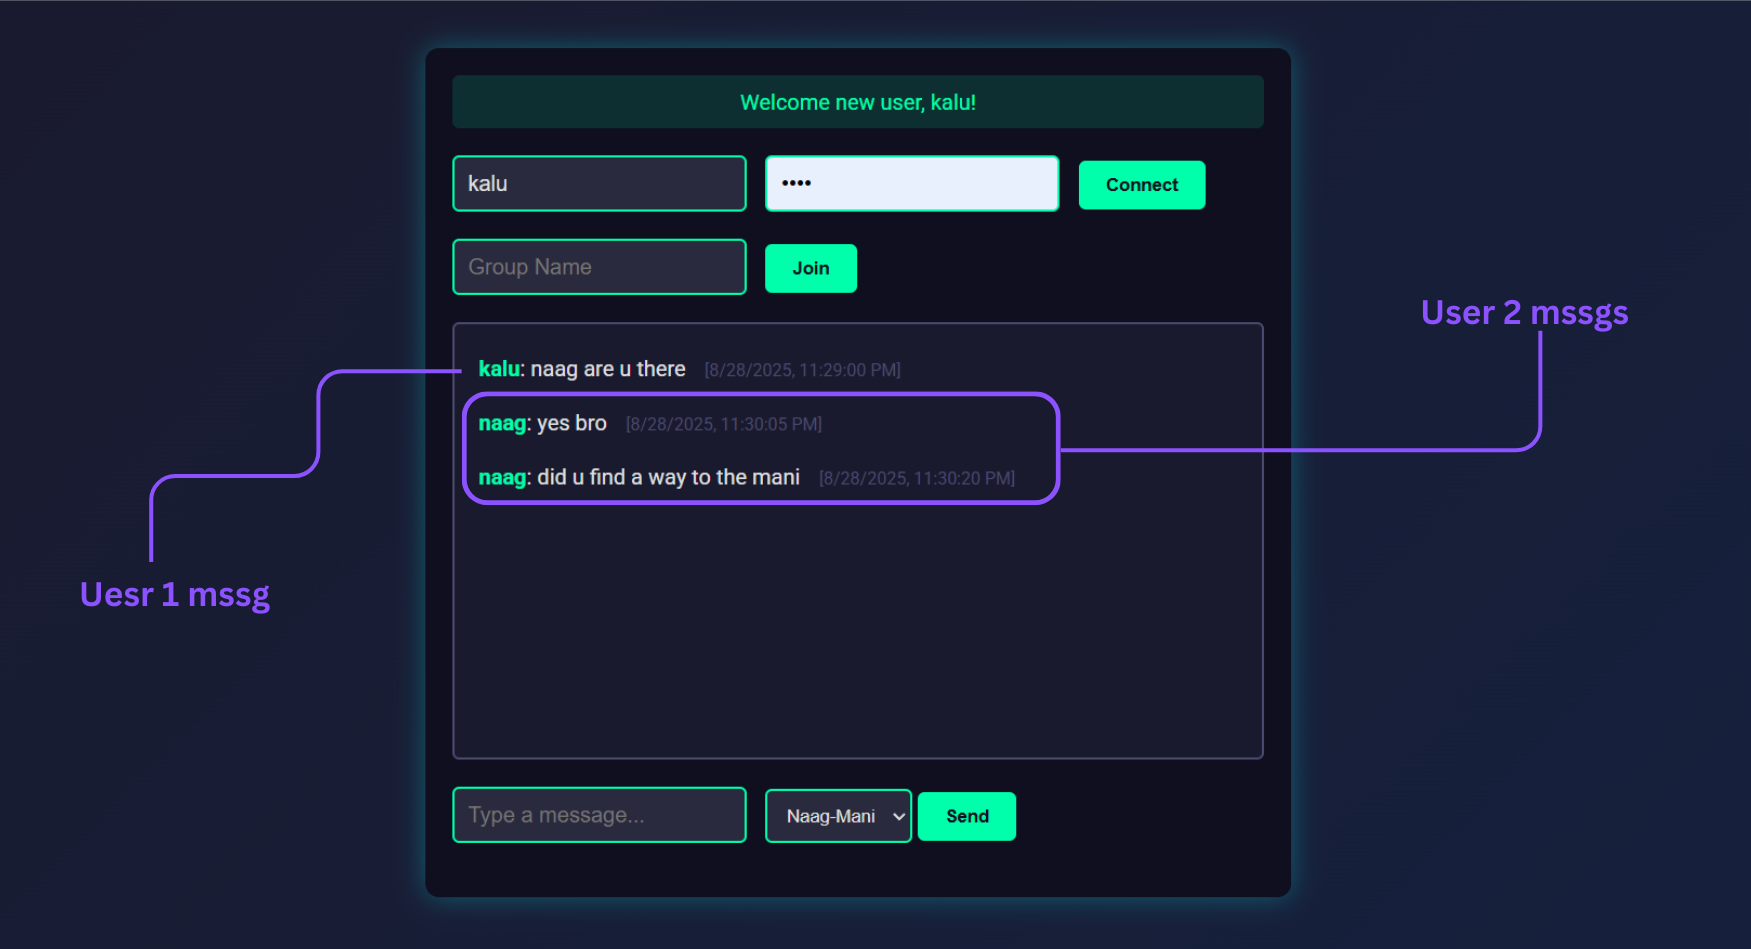 Welcome new user, kalu!
kalu •••• Connect
Group Name Join
User 2 mssgs
kalu: naag are u there [8/28/2025, 11:29:00 PM]
naag: yes bro [8/28/2025, 11:30:05 PM]
naag: did u find a way to the mani [8/28/2025, 11:30:20 PM]
Uesr 1 mssg
Type a message... Naag-Mani Send